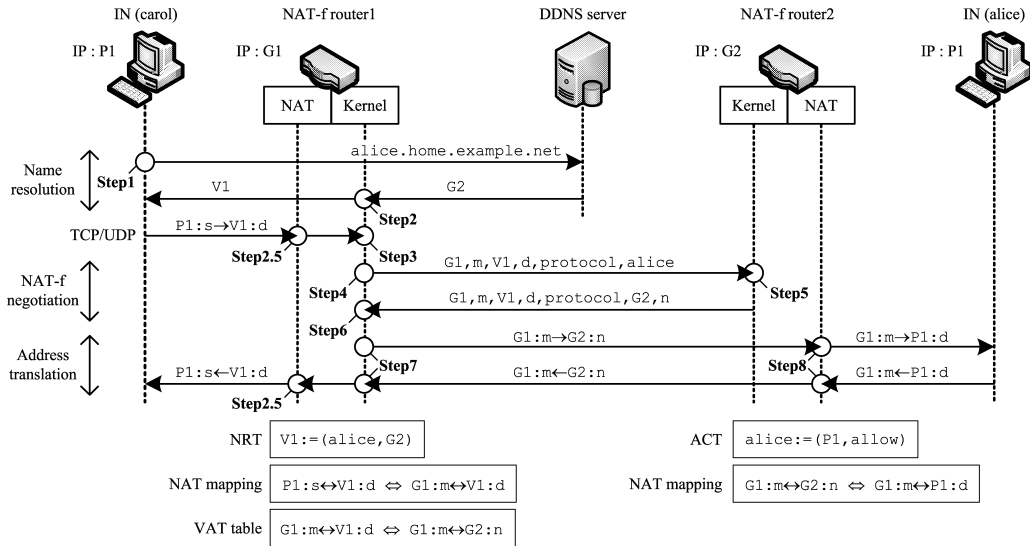 IN (carol)
NAT-f router1
DDNS server
NAT-f router2
IN (alice)
IP : P1
IP : G1
IP : G2
IP : P1
NAT
Kernel
Kernel
NAT
alice.home.example.net
Name
resolution
Step1
V1
G2
Step2
TCP/UDP
P1:s→V1:d
Step2.5
Step3
NAT-f
negotiation
G1,m,V1,d,protocol,alice
Step4
Step5
G1,m,V1,d,protocol,G2,n
Step6
Address
translation
G1:m→G2:n
G1:m→P1:d
Step7
Step8
P1:s←V1:d
G1:m←G2:n
G1:m←P1:d
Step2.5
NRT
V1:=(alice,G2)
ACT
alice:=(P1,allow)
NAT mapping
P1:s↔V1:d ⇔ G1:m↔V1:d
NAT mapping
G1:m↔G2:n ⇔ G1:m↔P1:d
VAT table
G1:m↔V1:d ⇔ G1:m↔G2:n